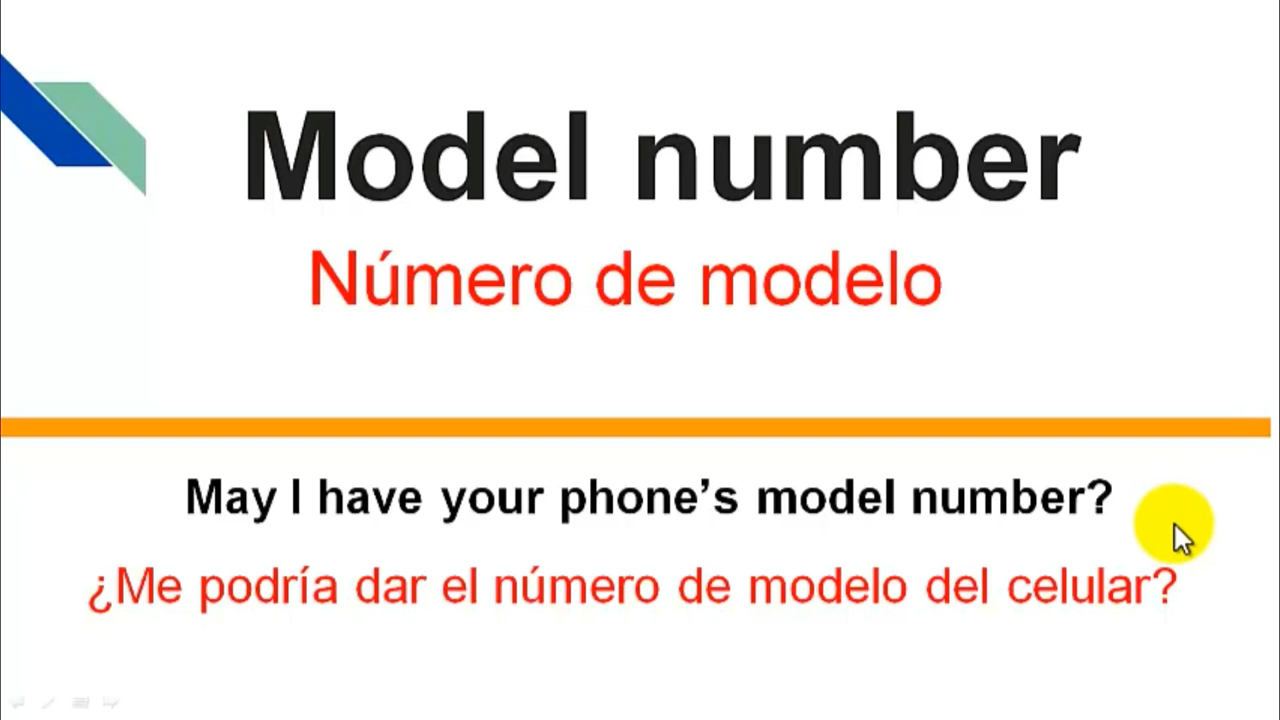 Model number
Número de modelo
May I have your phone’s model number?
¿Me podría dar el número de modelo del celular?